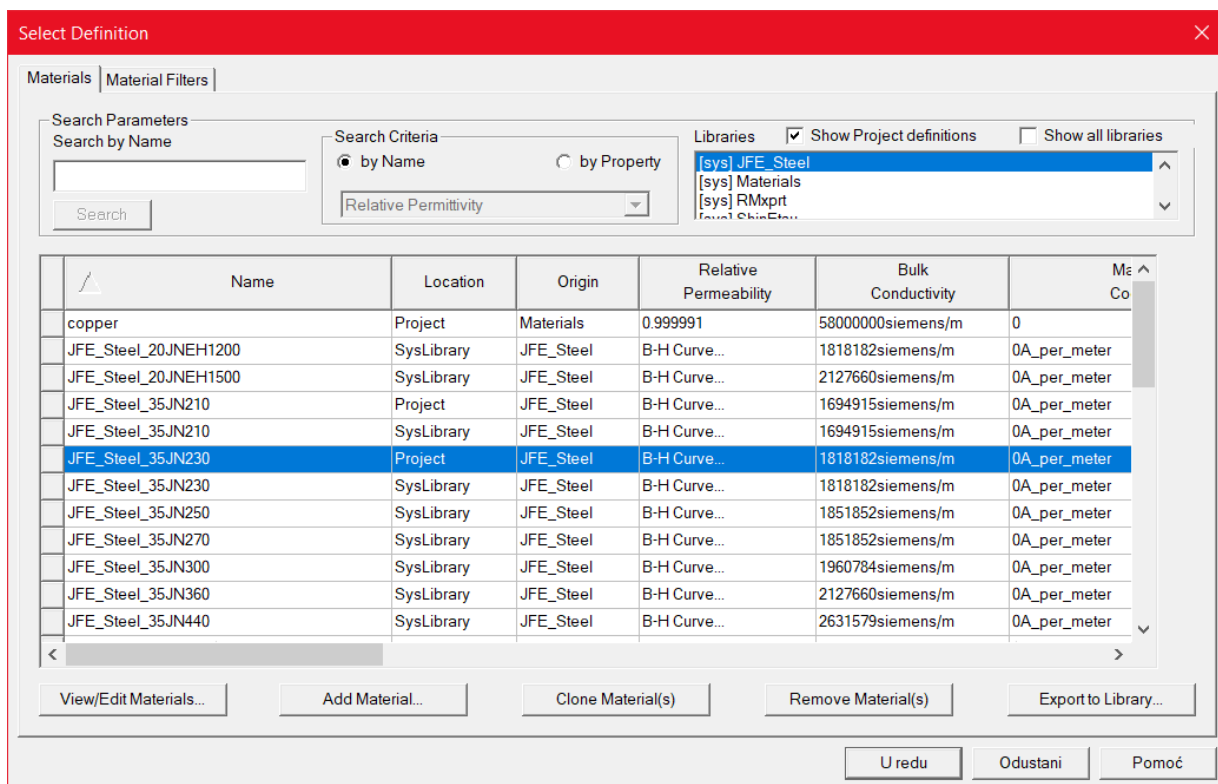 Select Definition
Materials Material Filters
Search Parameters
Search by Name
Search
Search Criteria
by Name by Property
Relative Permittivity
Libraries Show Project definitions Show all libraries
[sys] JFE_Steel
[sys] Materials
[sys] RMxprt
[sys] ShinEtsu
Name Location Origin Relative Permeability Bulk Conductivity Ma Co
copper Project Materials 0.999991 58000000siemens/m 0
JFE_Steel_20JNEH1200 SysLibrary JFE_Steel B-H Curve... 1818182siemens/m 0A_per_meter
JFE_Steel_20JNEH1500 SysLibrary JFE_Steel B-H Curve... 2127660siemens/m 0A_per_meter
JFE_Steel_35JN210 Project JFE_Steel B-H Curve... 1694915siemens/m 0A_per_meter
JFE_Steel_35JN210 SysLibrary JFE_Steel B-H Curve... 1694915siemens/m 0A_per_meter
JFE_Steel_35JN230 Project JFE_Steel B-H Curve... 1818182siemens/m 0A_per_meter
JFE_Steel_35JN230 SysLibrary JFE_Steel B-H Curve... 1818182siemens/m 0A_per_meter
JFE_Steel_35JN250 SysLibrary JFE_Steel B-H Curve... 1851852siemens/m 0A_per_meter
JFE_Steel_35JN270 SysLibrary JFE_Steel B-H Curve... 1851852siemens/m 0A_per_meter
JFE_Steel_35JN300 SysLibrary JFE_Steel B-H Curve... 1960784siemens/m 0A_per_meter
JFE_Steel_35JN360 SysLibrary JFE_Steel B-H Curve... 2127660siemens/m 0A_per_meter
JFE_Steel_35JN440 SysLibrary JFE_Steel B-H Curve... 2631579siemens/m 0A_per_meter
View/Edit Materials... Add Material... Clone Material(s) Remove Material(s) Export to Library...
U redu Odustani Pomoć